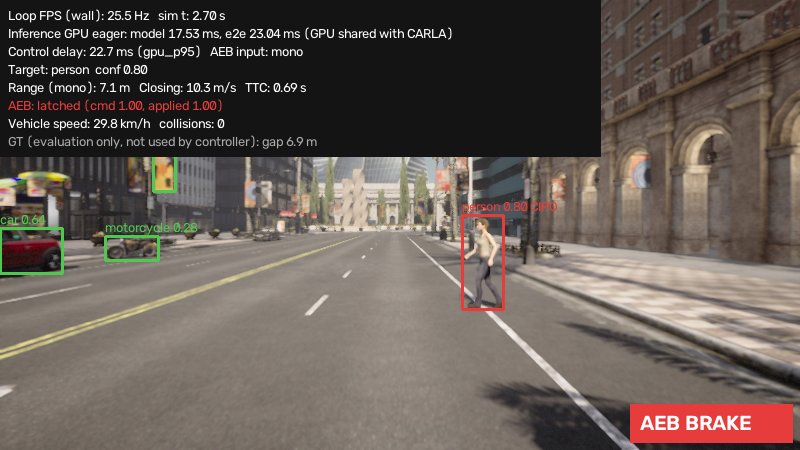 Loop FPS (wall): 25.5 Hz   sim t: 2.70 s
Inference GPU eager: model 17.53 ms, e2e 23.04 ms (GPU shared with CARLA)
Control delay: 22.7 ms (gpu_p95)   AEB input: mono
Target: person  conf 0.80
Range (mono): 7.1 m   Closing: 10.3 m/s   TTC: 0.69 s
AEB: latched (cmd 1.00, applied 1.00)
Vehicle speed: 29.8 km/h   collisions: 0
GT (evaluation only, not used by controller): gap 6.9 m
person 0.80 CIPO
car 0.64
motorcycle 0.28
AEB BRAKE